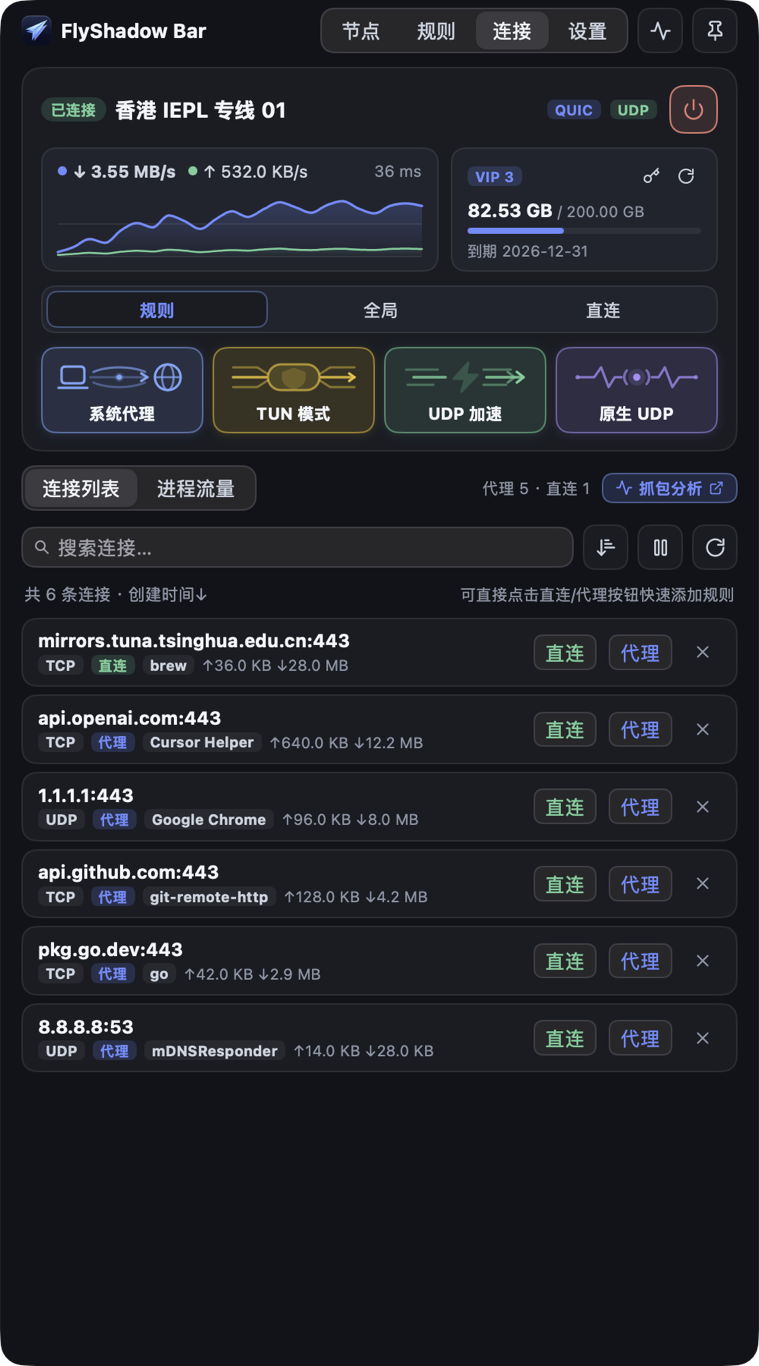 FlyShadow Bar 节点 规则 连接 设置
已连接 香港 IEPL 专线 01 QUIC UDP
↓ 3.55 MB/s ↑ 532.0 KB/s 36 ms
VIP 3
82.53 GB / 200.00 GB
到期 2026-12-31
规则 全局 直连
系统代理 TUN 模式 UDP 加速 原生 UDP
连接列表 进程流量 代理 5 · 直连 1 抓包分析
搜索连接...
共 6 条连接 · 创建时间↓ 可直接点击直连/代理按钮快速添加规则
mirrors.tuna.tsinghua.edu.cn:443
TCP 直连 brew ↑36.0 KB ↓28.0 MB 直连 代理
api.openai.com:443
TCP 代理 Cursor Helper ↑640.0 KB ↓12.2 MB 直连 代理
1.1.1.1:443
UDP 代理 Google Chrome ↑96.0 KB ↓8.0 MB 直连 代理
api.github.com:443
TCP 代理 git-remote-http ↑128.0 KB ↓4.2 MB 直连 代理
pkg.go.dev:443
TCP 代理 go ↑42.0 KB ↓2.9 MB 直连 代理
8.8.8.8:53
UDP 代理 mDNSResponder ↑14.0 KB ↓28.0 KB 直连 代理